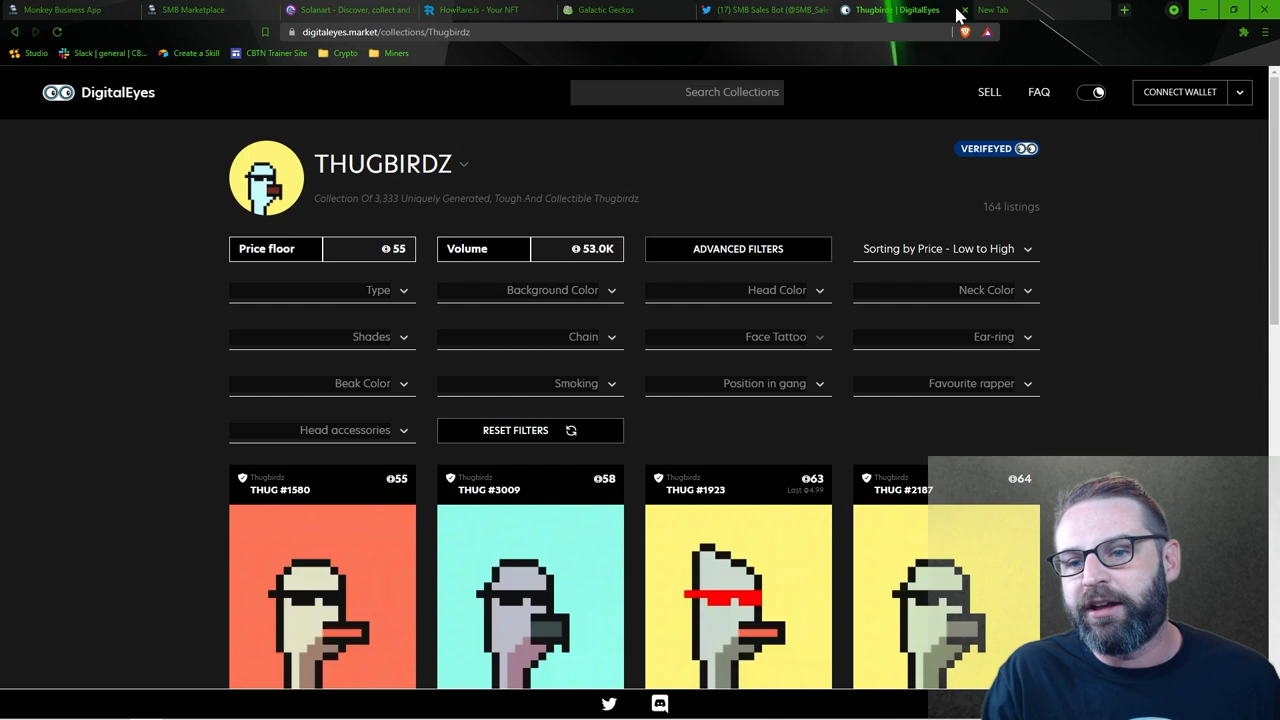 Monkey Business App
SMB Marketplace
Solanart - Discover, collect and
HowRare.is - Your NFT
Galactic Geckos
(17) SMB Sales Bot (@SMB_Sale
Thugbirdz | DigitalEyes
New Tab
digitaleyes.market/collections/Thugbirdz
Studio
Slack | general | CB...
Create a Skill
CBTN Trainer Site
Crypto
Miners
DigitalEyes
Search Collections
SELL
FAQ
CONNECT WALLET
THUGBIRDZ
VERIFEYED
Collection Of 3,333 Uniquely Generated, Tough And Collectible Thugbirdz.
164 listings
Price floor
55
Volume
53.0K
ADVANCED FILTERS
Sorting by Price - Low to High
Type
Background Color
Head Color
Neck Color
Shades
Chain
Face Tattoo
Ear-ring
Beak Color
Smoking
Position in gang
Favourite rapper
Head accessories
RESET FILTERS
Thugbirdz
THUG #1580
55
Thugbirdz
THUG #3009
58
Thugbirdz
THUG #1923
63
Last 4.99
Thugbirdz
THUG #2187
64